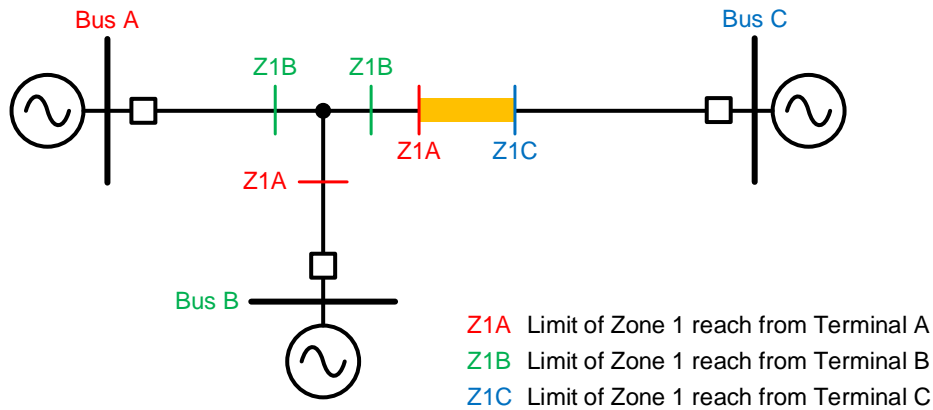 Bus A
Bus C
Z1B
Z1B
Z1A
Z1C
Z1A
Bus B
Z1A Limit of Zone 1 reach from Terminal A
Z1B Limit of Zone 1 reach from Terminal B
Z1C Limit of Zone 1 reach from Terminal C